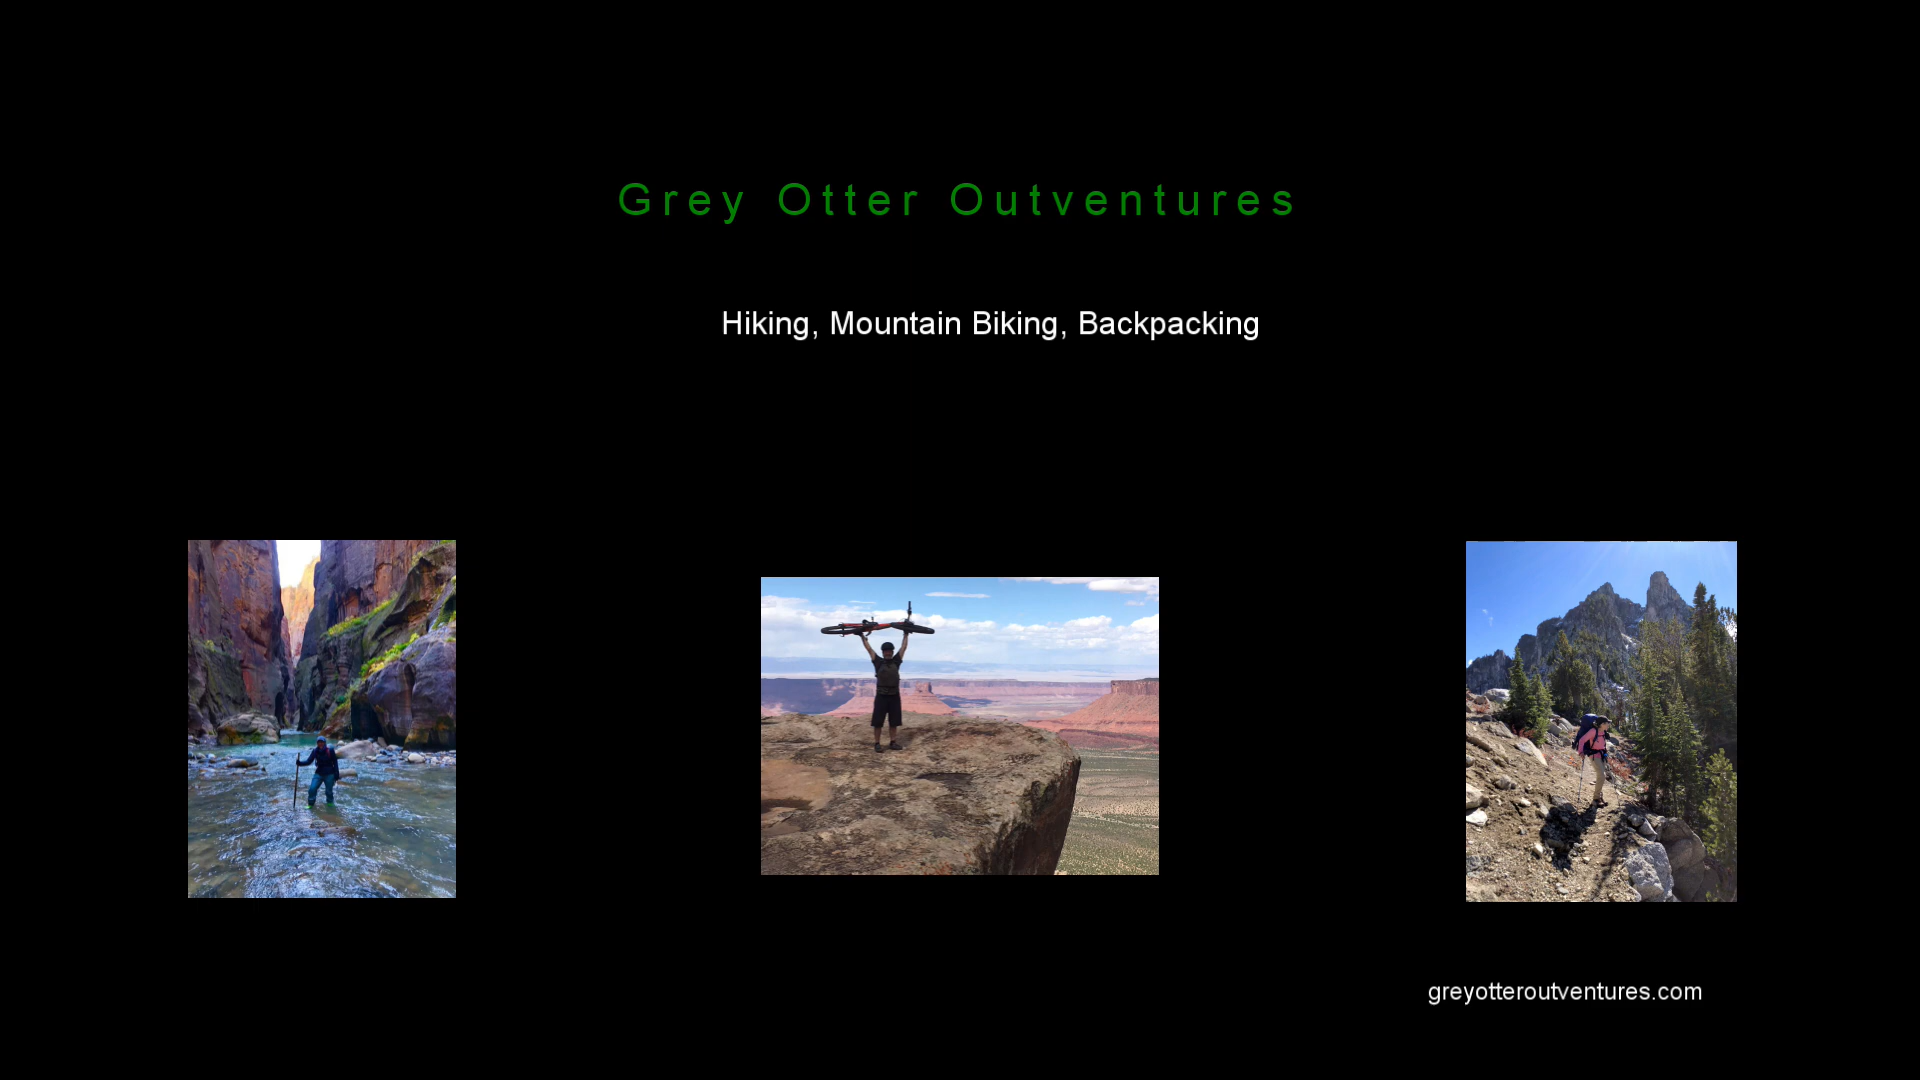 Grey Otter Outventures
Hiking, Mountain Biking, Backpacking
greyotteroutventures.com